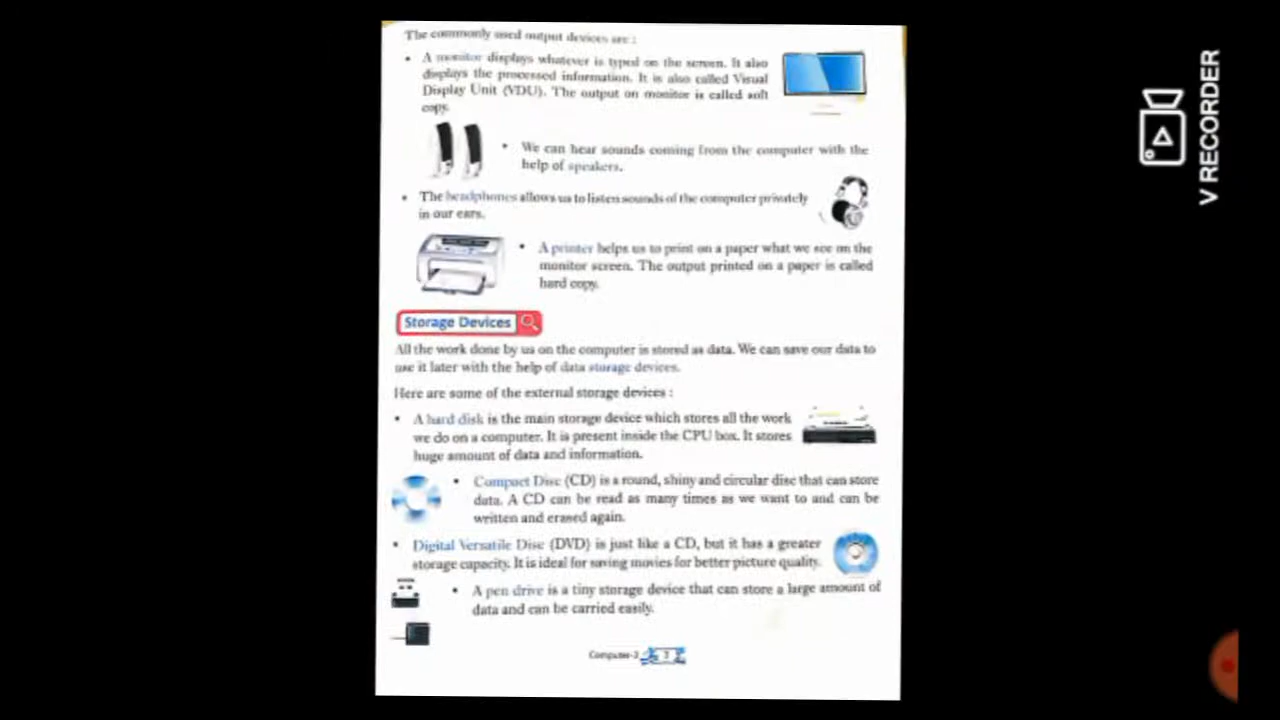 The commonly used output devices are :
• A monitor displays whatever is typed on the screen. It also
displays the processed information. It is also called Visual
Display Unit (VDU). The output on monitor is called soft
copy.
• We can hear sounds coming from the computer with the
help of speakers.
• The headphones allows us to listen sounds of the computer privately
in our ears.
• A printer helps us to print on a paper what we see on the
monitor screen. The output printed on a paper is called
hard copy.
Storage Devices
All the work done by us on the computer is stored as data. We can save our data to
use it later with the help of data storage devices.
Here are some of the external storage devices :
• A hard disk is the main storage device which stores all the work
we do on a computer. It is present inside the CPU box. It stores
huge amount of data and information.
• Compact Disc (CD) is a round, shiny and circular disc that can store
data. A CD can be read as many times as we want to and can be
written and erased again.
• Digital Versatile Disc (DVD) is just like a CD, but it has a greater
storage capacity. It is ideal for saving movies for better picture quality.
• A pen drive is a tiny storage device that can store a large amount of
data and can be carried easily.
V RECORDER